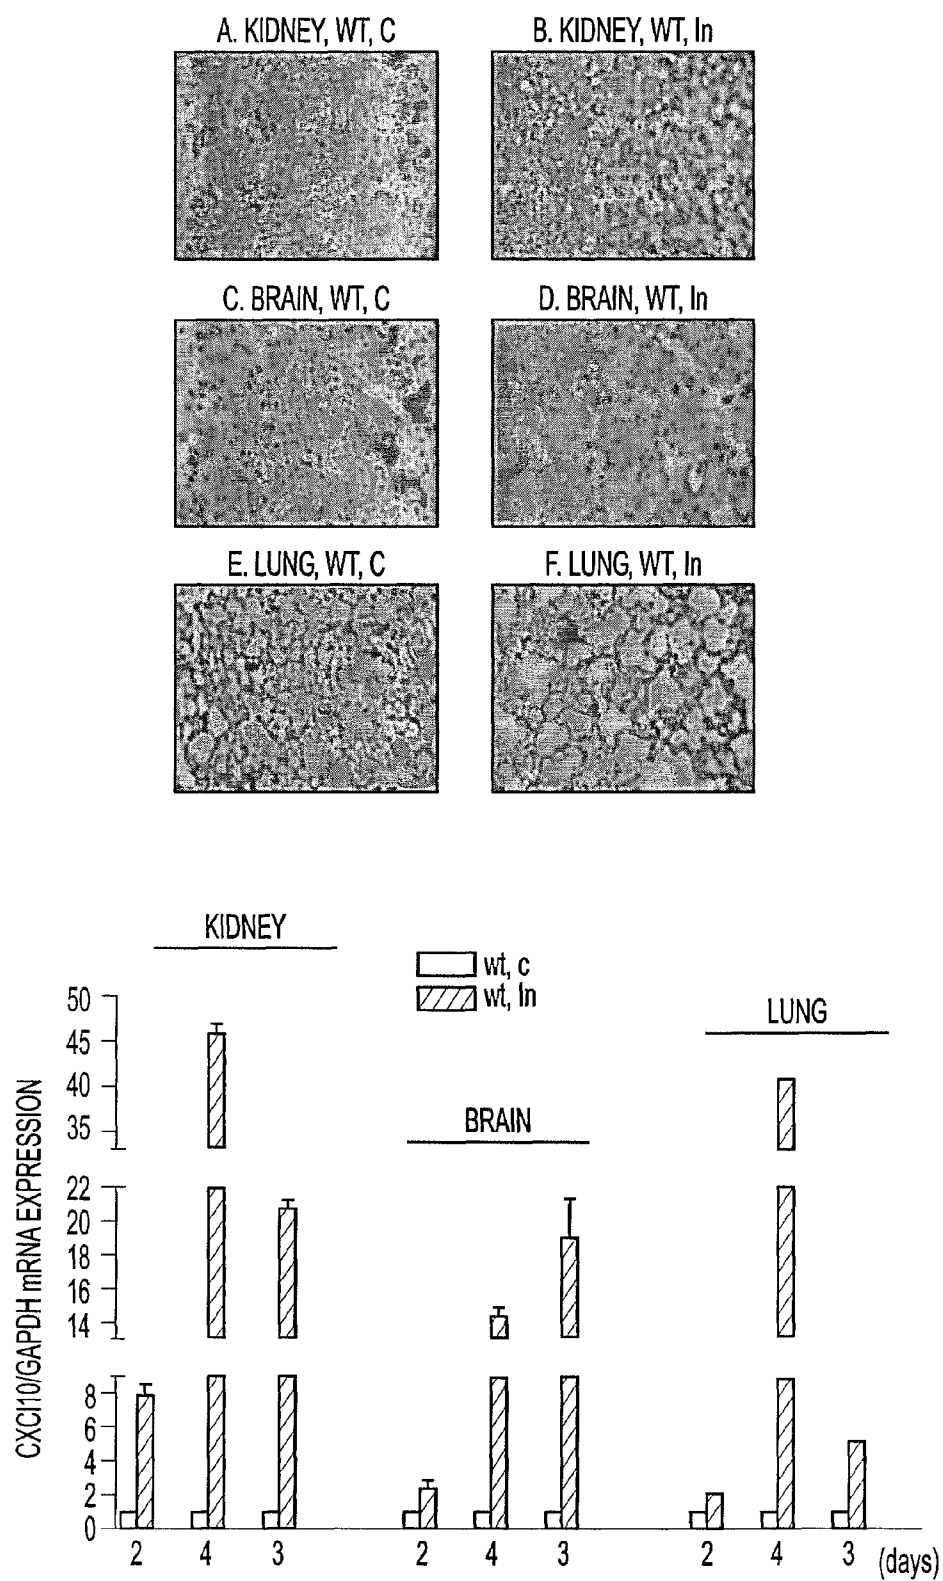 A. KIDNEY, WT, C
B. KIDNEY, WT, In
C. BRAIN, WT, C
D. BRAIN, WT, In
E. LUNG, WT, C
F. LUNG, WT, In
KIDNEY
wt, c
wt, In
LUNG
BRAIN
CXCl10/GAPDH mRNA EXPRESSION
50
45
40
35
22
20
18
16
14
8
6
4
2
0
2 4 3 2 4 3 2 4 3 (days)